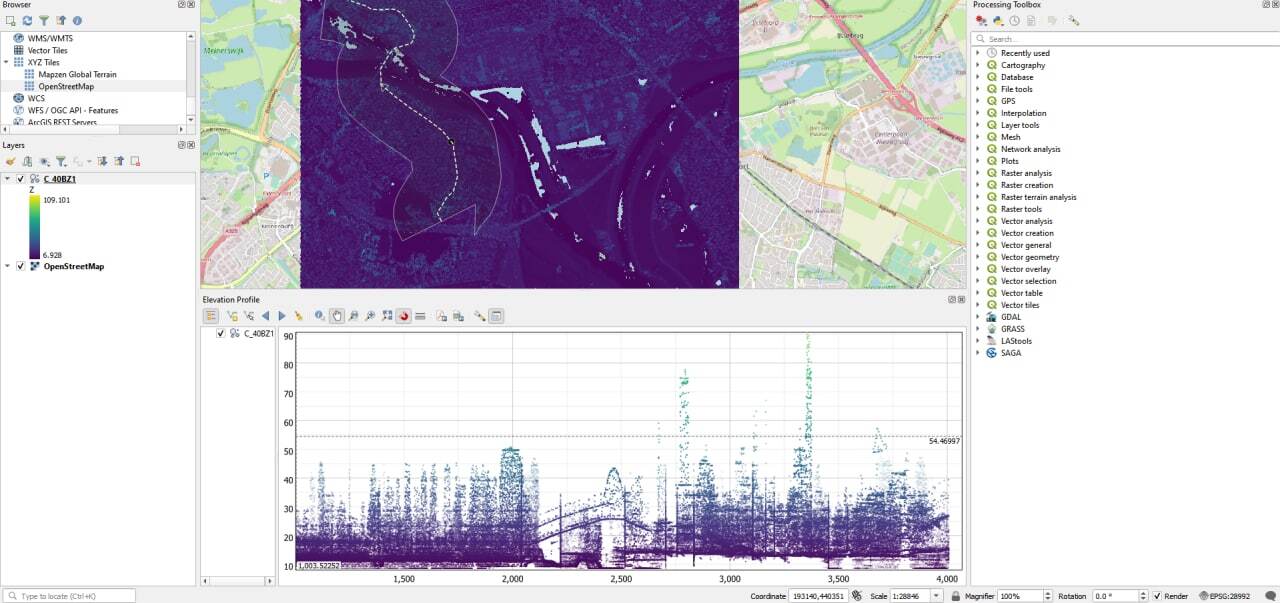 Browser
WMS/WMTS
Vector Tiles
XYZ Tiles
Mapzen Global Terrain
OpenStreetMap
WCS
WFS / OGC API - Features
ArcGIS REST Servers
Layers
C_40BZ1
Z
109.101
6.928
OpenStreetMap
Meinerswijk
P
A325
Elevation Profile
C_40BZ1
90
80
70
60
50
40
30
20
10
54.46997
1,003.52252
1,500
2,000
2,500
3,000
3,500
4,000
Processing Toolbox
Search...
Recently used
Cartography
Database
File tools
GPS
Interpolation
Layer tools
Mesh
Network analysis
Plots
Raster analysis
Raster creation
Raster terrain analysis
Raster tools
Vector analysis
Vector creation
Vector general
Vector geometry
Vector overlay
Vector selection
Vector table
Vector tiles
GDAL
GRASS
LAStools
SAGA
Type to locate (Ctrl+K)
Coordinate 193140,440351 Scale 1:28846 Magnifier 100% Rotation 0.0 ° Render EPSG:28992